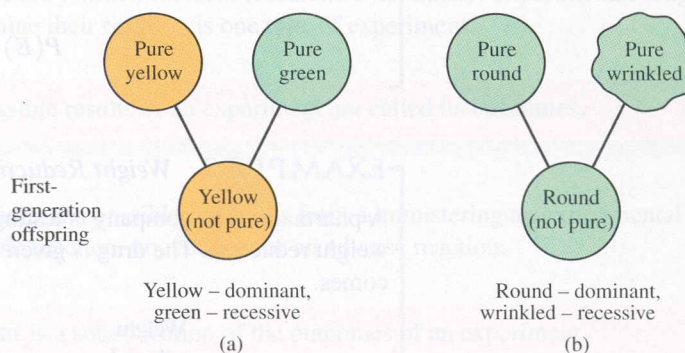 Pure
yellow
Pure
green
Pure
round
Pure
wrinkled
First-
generation
offspring
Yellow
(not pure)
Round
(not pure)
Yellow – dominant,
green – recessive
(a)
Round – dominant,
wrinkled – recessive
(b)